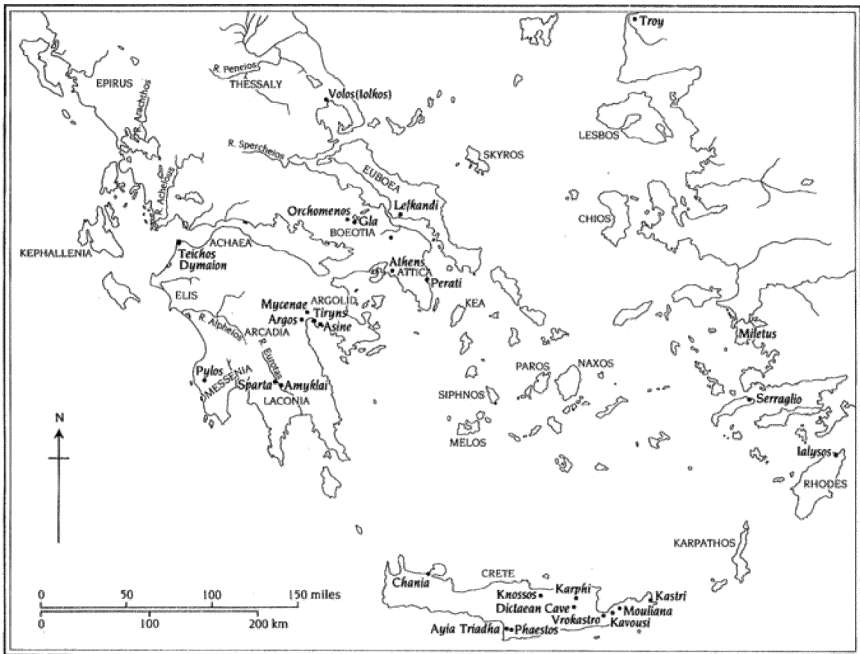 Troy
R. Peneios
EPIRUS
THESSALY
R. Arachthos
Volos(Iolkos)
LESBOS
R. Spercheios
SKYROS
EUBOEA
R. Achelous
Orchomenos
Gla
Lefkandi
BOEOTIA
CHIOS
ACHAEA
KEPHALLENIA
Teichos
Dymaion
Athens
ATTICA
Perati
ELIS
Mycenae
ARGOLID
KEA
R. Alpheios
Argos
Tiryns
Asine
ARCADIA
Miletus
R. Eurotas
PAROS
NAXOS
Pylos
MESSENIA
Sparta
Amyklai
SIPHNOS
LACONIA
Serraglio
MELOS
N
Ialysos
RHODES
KARPATHOS
CRETE
Chania
Knossos
Karphi
Kastri
Dictaean Cave
Mouliana
Vrokastro
Kavousi
Ayia Triadha
Phaestos
0 50 100 150 miles
0 100 200 km